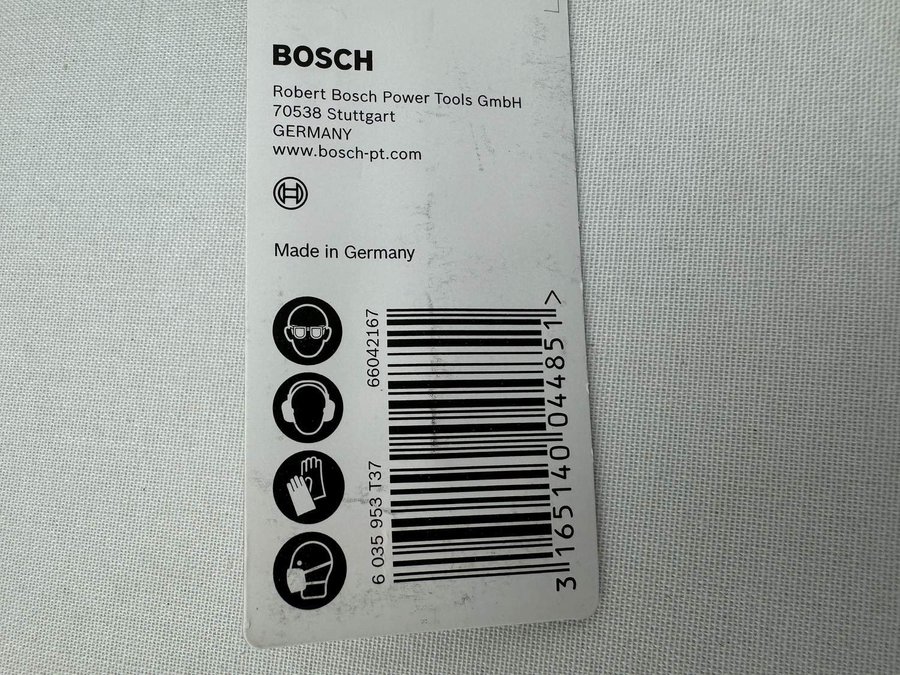 BOSCH
Robert Bosch Power Tools GmbH
70538 Stuttgart
GERMANY
www.bosch-pt.com
Made in Germany
66042167
6 035 953 T37
3 165140 044851 >